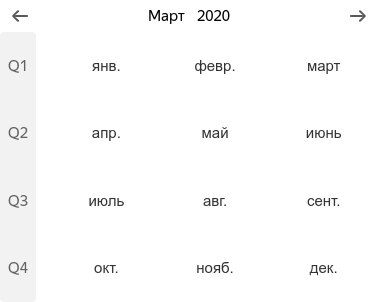 Март 2020
Q1 янв. февр. март
Q2 апр. май июнь
Q3 июль авг. сент.
Q4 окт. нояб. дек.